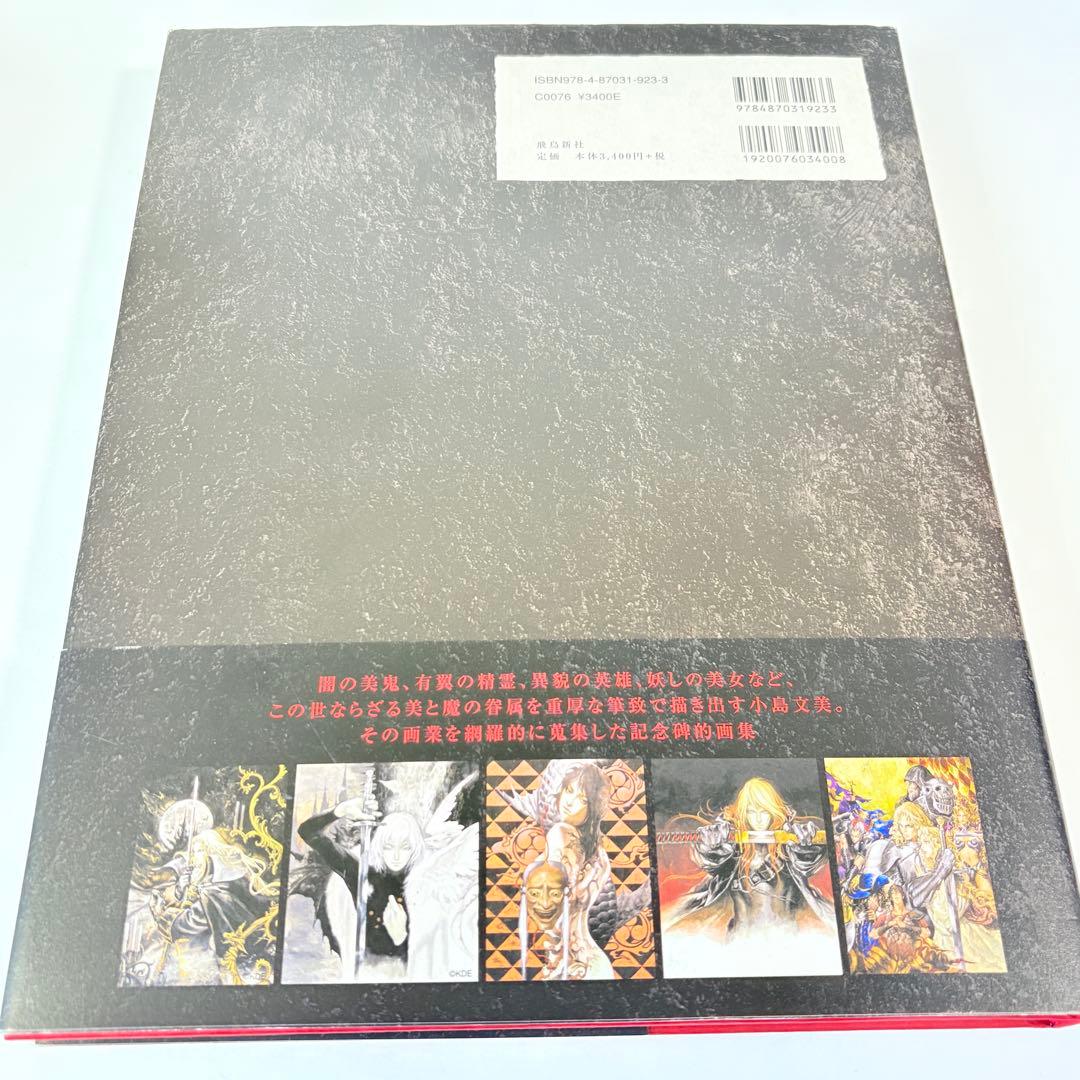 ISBN978-4-87031-923-3
C0076 ¥3400E
9784870319233
飛鳥新社
定価 本体3,400円+税
1920076034008
闇の美鬼、有翼の精霊、異貌の英雄、妖しの美女など、
この世ならざる美と魔の眷属を重厚な筆致で描き出す小島文美。
その画業を網羅的に蒐集した記念碑的画集
©KDE
©KDE